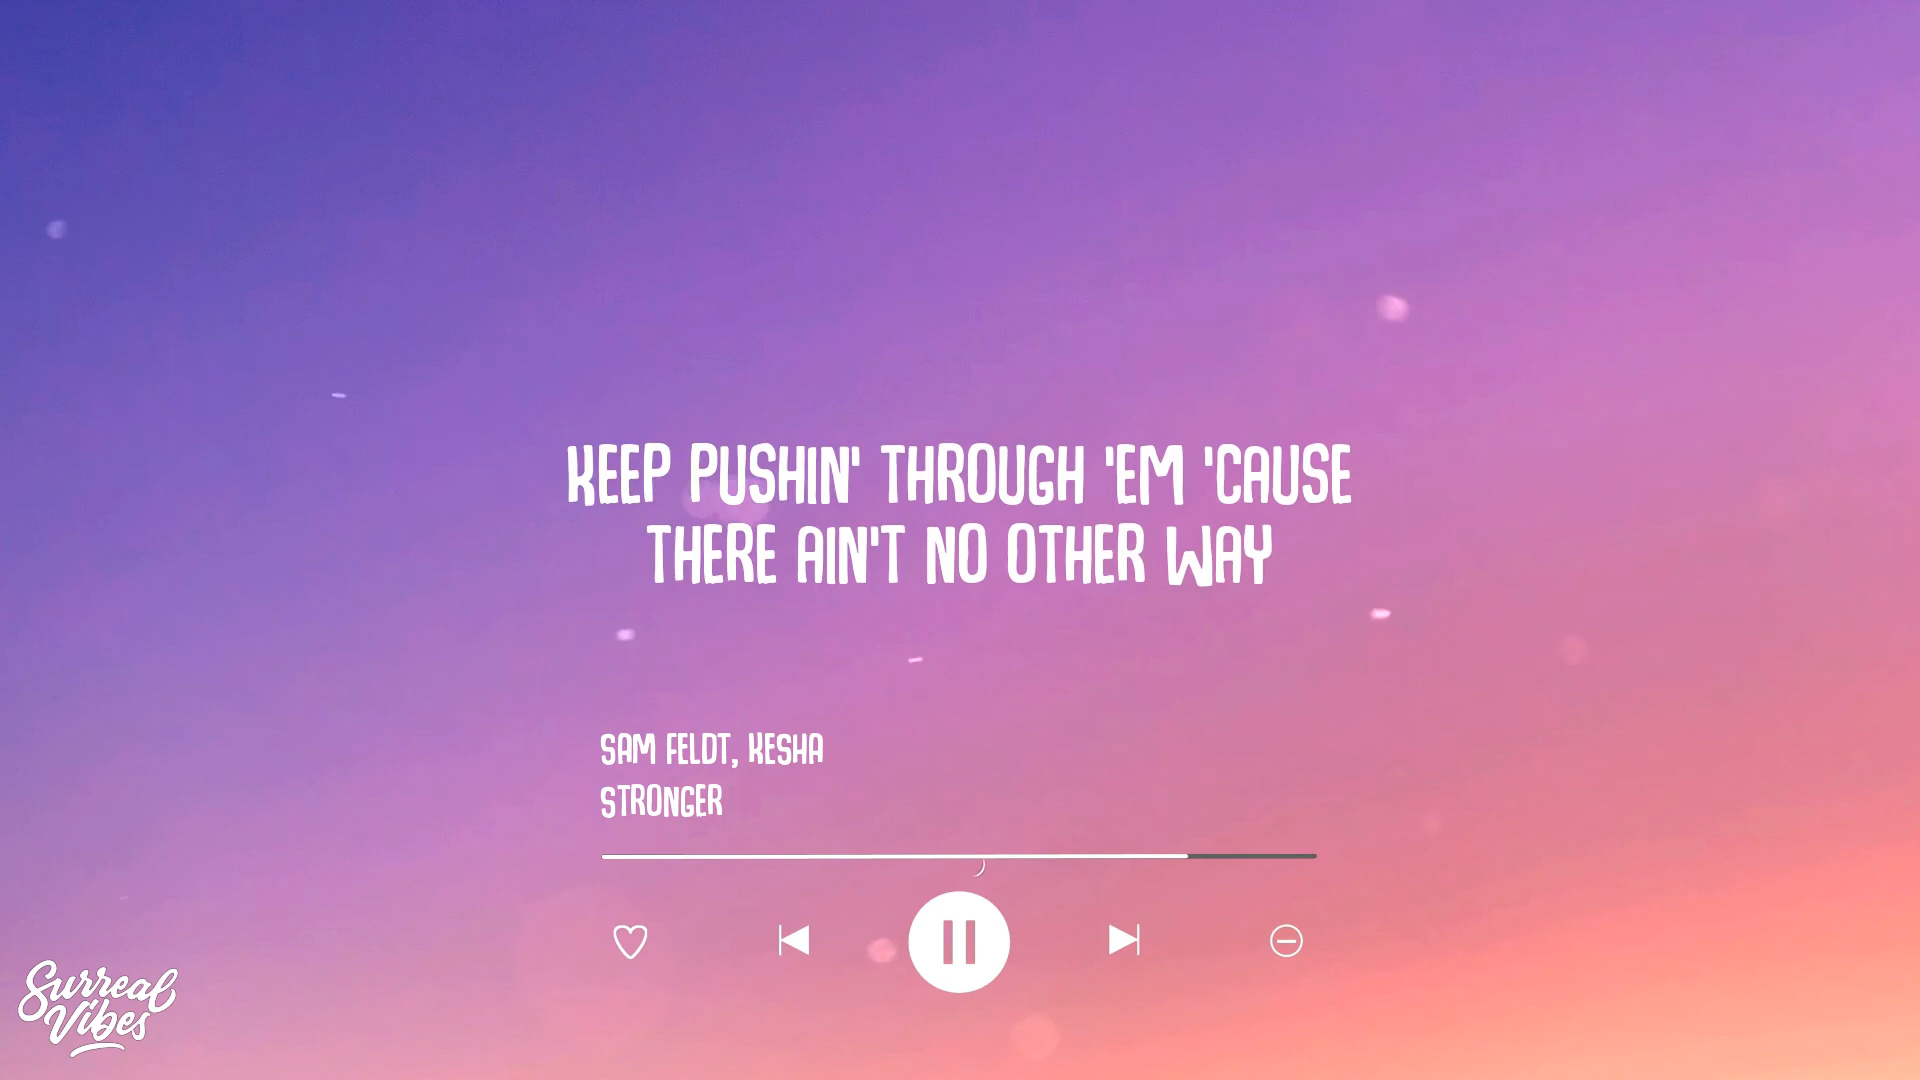 KEEP PUSHIN' THROUGH 'EM 'CAUSE
THERE AIN'T NO OTHER WAY
SAM FELDT, KESHA
STRONGER
Surreal
Vibes